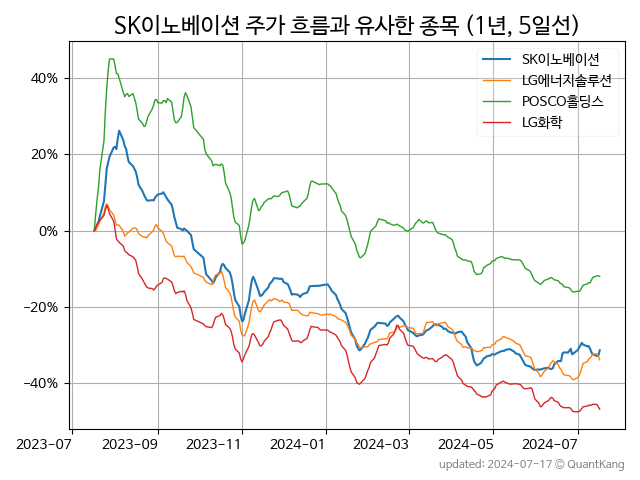 SK이노베이션 주가 흐름과 유사한 종목 (1년, 5일선)
SK이노베이션
LG에너지솔루션
POSCO홀딩스
LG화학
40%
20%
0%
−20%
−40%
2023-07 2023-09 2023-11 2024-01 2024-03 2024-05 2024-07
updated: 2024-07-17 © QuantKang